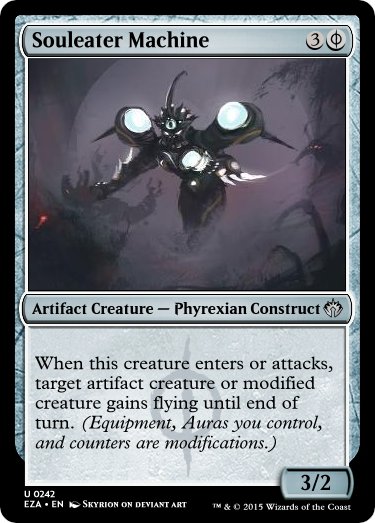 Souleater Machine 3
Artifact Creature — Phyrexian Construct
When this creature enters or attacks,
target artifact creature or modified
creature gains flying until end of
turn. (Equipment, Auras you control,
and counters are modifications.)
3/2
U 0242
EZA • EN Skyrion on Deviant Art
™ & © 2015 Wizards of the Coast